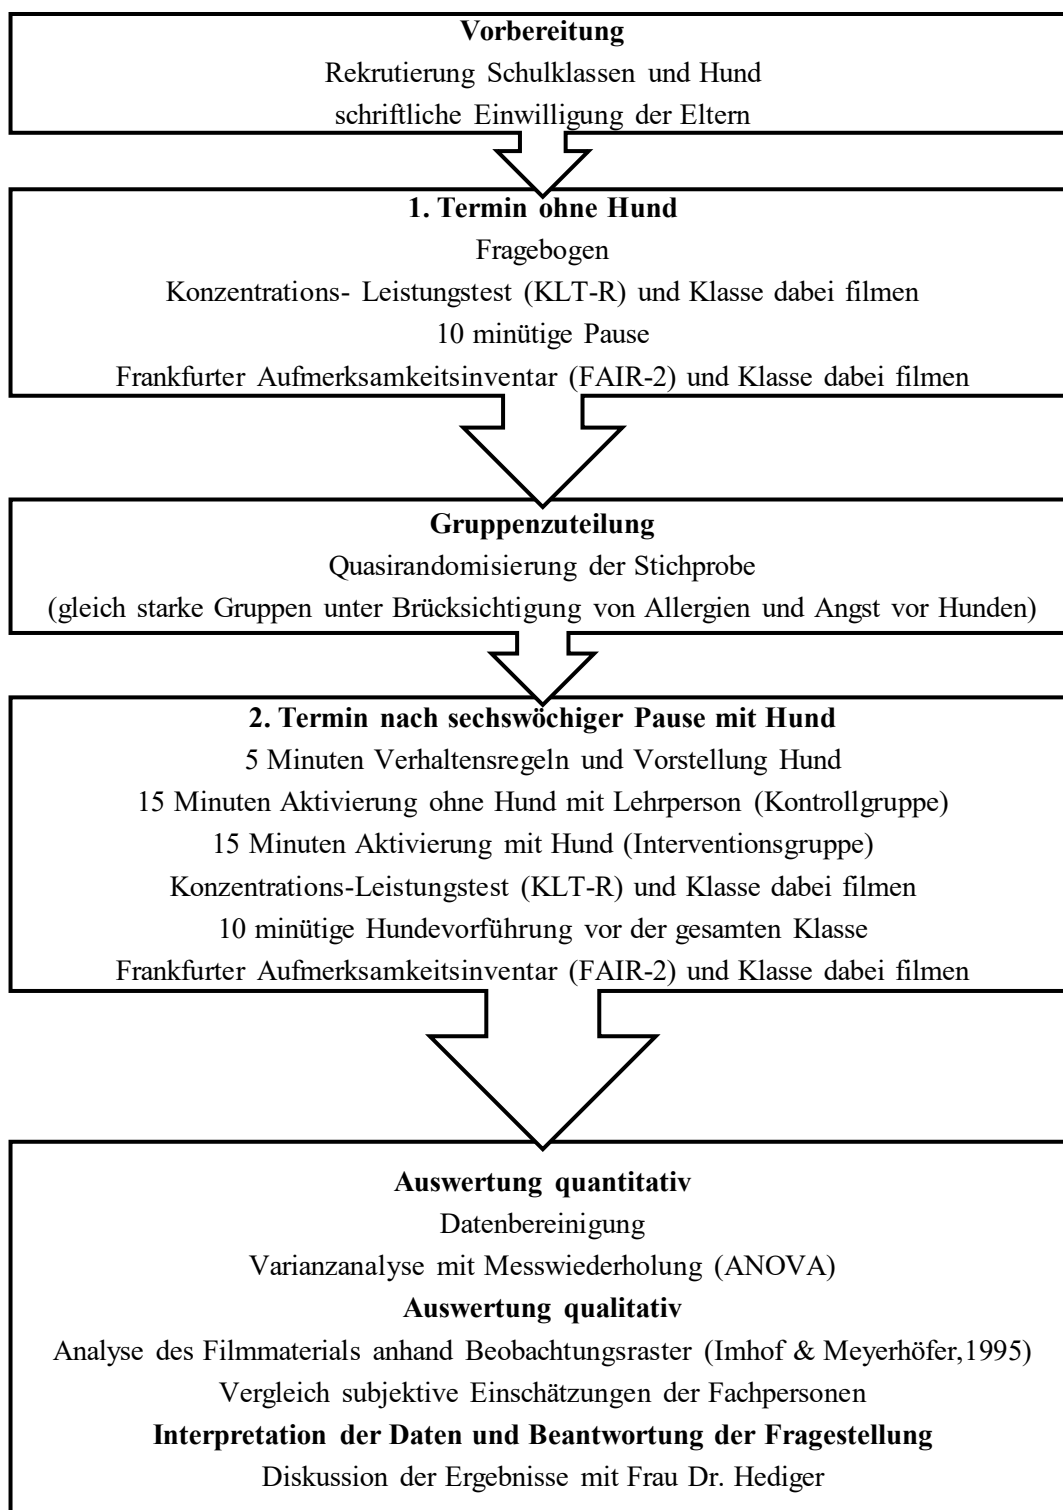 Vorbereitung
Rekrutierung Schulklassen und Hund
schriftliche Einwilligung der Eltern
1. Termin ohne Hund
Fragebogen
Konzentrations- Leistungstest (KLT-R) und Klasse dabei filmen
10 minütige Pause
Frankfurter Aufmerksamkeitsinventar (FAIR-2) und Klasse dabei filmen
Gruppenzuteilung
Quasirandomisierung der Stichprobe
(gleich starke Gruppen unter Brücksichtigung von Allergien und Angst vor Hunden)
2. Termin nach sechswöchiger Pause mit Hund
5 Minuten Verhaltensregeln und Vorstellung Hund
15 Minuten Aktivierung ohne Hund mit Lehrperson (Kontrollgruppe)
15 Minuten Aktivierung mit Hund (Interventionsgruppe)
Konzentrations-Leistungstest (KLT-R) und Klasse dabei filmen
10 minütige Hundevorführung vor der gesamten Klasse
Frankfurter Aufmerksamkeitsinventar (FAIR-2) und Klasse dabei filmen
Auswertung quantitativ
Datenbereinigung
Varianzanalyse mit Messwiederholung (ANOVA)
Auswertung qualitativ
Analyse des Filmmaterials anhand Beobachtungsraster (Imhof & Meyerhöfer,1995)
Vergleich subjektive Einschätzungen der Fachpersonen
Interpretation der Daten und Beantwortung der Fragestellung
Diskussion der Ergebnisse mit Frau Dr. Hediger